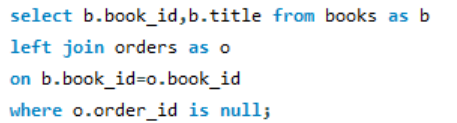 select b.book_id,b.title from books as b
left join orders as o
on b.book_id=o.book_id
where o.order_id is null;